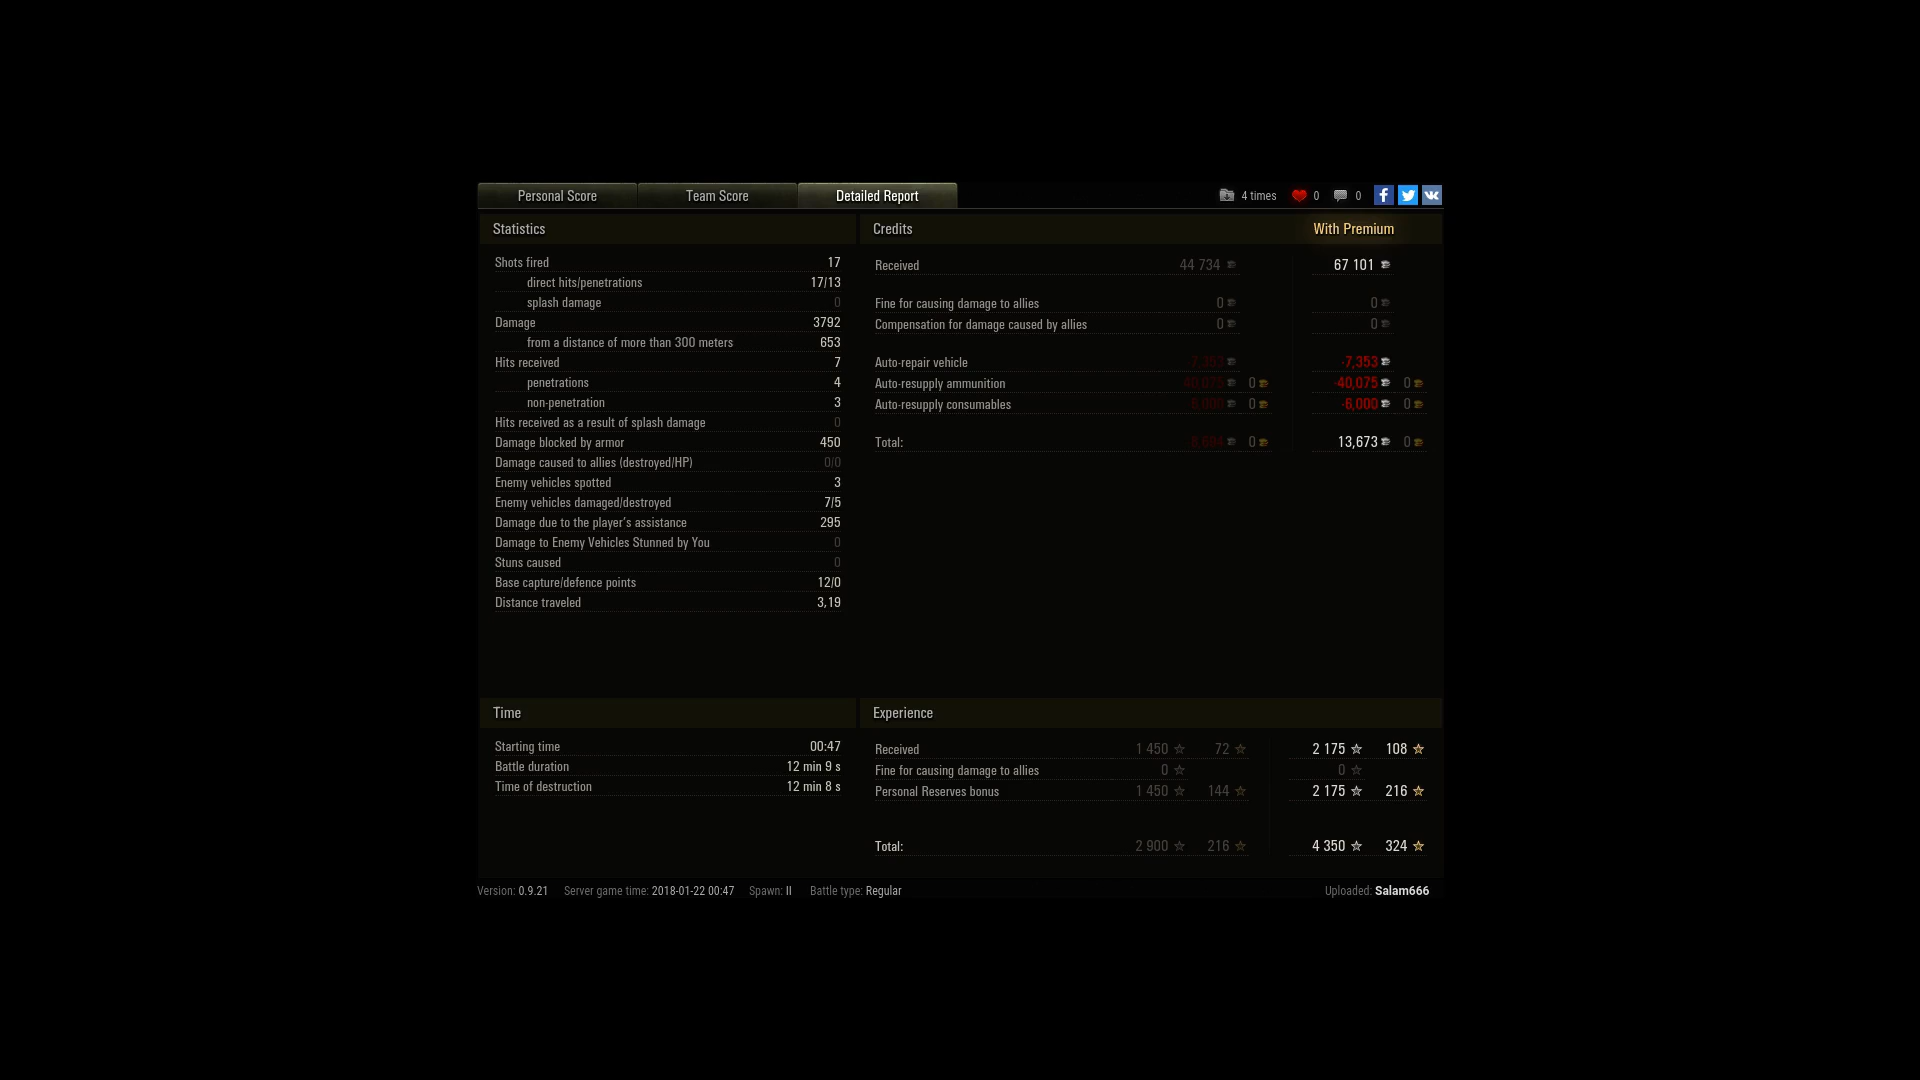 Personal Score Team Score Detailed Report 4 times 0 0
Statistics
Shots fired 17
direct hits/penetrations 17/13
splash damage 0
Damage 3792
from a distance of more than 300 meters 653
Hits received 7
penetrations 4
non-penetration 3
Hits received as a result of splash damage 0
Damage blocked by armor 450
Damage caused to allies (destroyed/HP) 0/0
Enemy vehicles spotted 3
Enemy vehicles damaged/destroyed 7/5
Damage due to the player's assistance 295
Damage to Enemy Vehicles Stunned by You 0
Stuns caused 0
Base capture/defence points 12/0
Distance traveled 3,19
Credits With Premium
Received 44 734 67 101
Fine for causing damage to allies 0 0
Compensation for damage caused by allies 0 0
Auto-repair vehicle -7,353
Auto-resupply ammunition 40,075 0 -40,075 0
Auto-resupply consumables 6,000 0 -6,000 0
Total: 0 13,673 0
Time
Starting time 00:47
Battle duration 12 min 9 s
Time of destruction 12 min 8 s
Experience
Received 1 450 72 2 175 108
Fine for causing damage to allies 0 0
Personal Reserves bonus 1 450 144 2 175 216
Total: 2 900 216 4 350 324
Version: 0.9.21 Server game time: 2018-01-22 00:47 Spawn: II Battle type: Regular Uploaded: Salam666